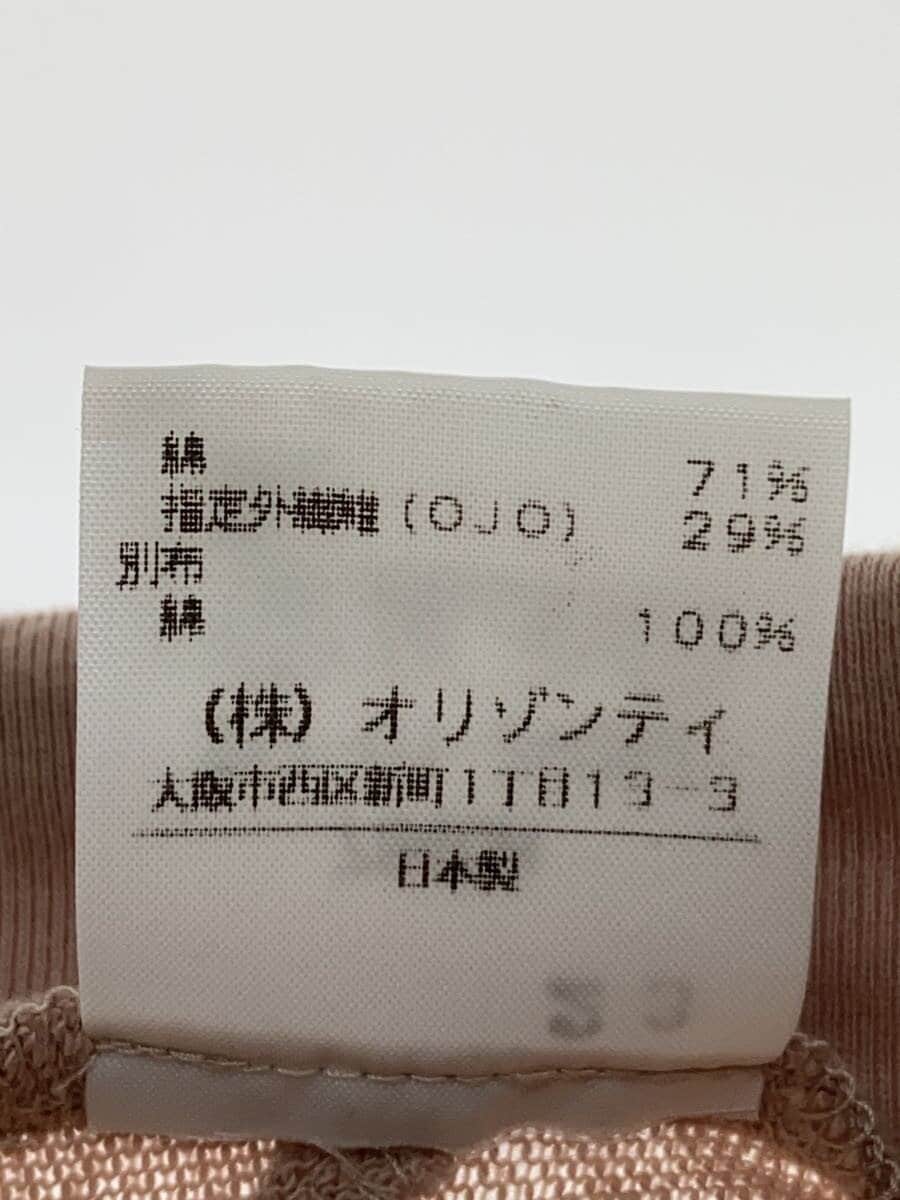 綿 71%
指定外繊維(OJO) 29%
別布
綿 100%
(株)オリゾンティ
大阪市西区新町1丁目13-3
日本製